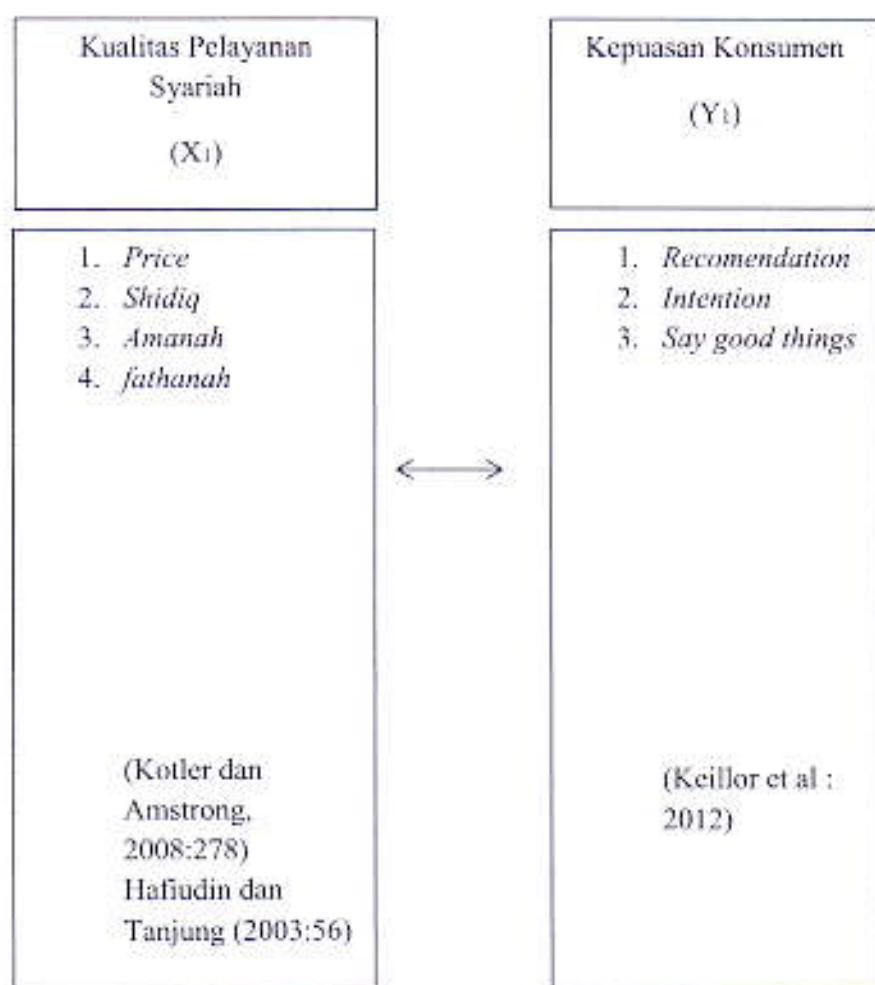 Kualitas Pelayanan
Syariah
(X1)
1. Price
2. Shidiq
3. Amanah
4. fathanah
(Kotler dan
Amstrong,
2008:278)
Hafiudin dan
Tanjung (2003:56)
Kepuasan Konsumen
(Y1)
1. Recomendation
2. Intention
3. Say good things
(Keillor et al :
2012)